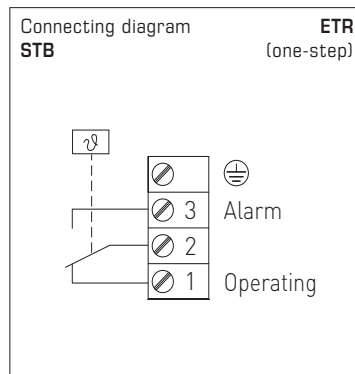 Connecting diagram ETR
STB (one-step)
ϑ
3 Alarm
2
1 Operating